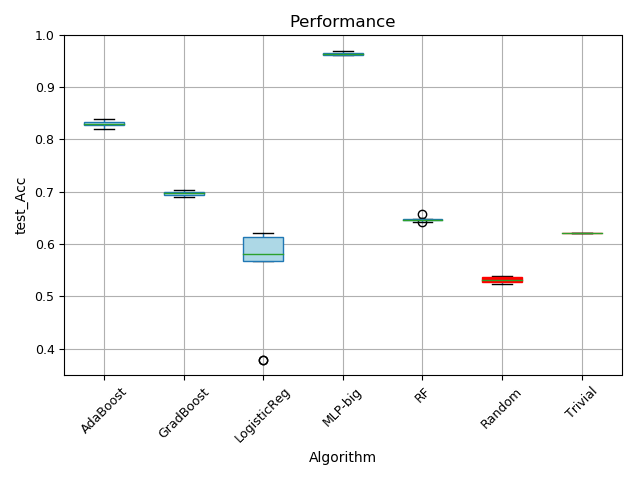 Performance
test_Acc
1.0
0.9
0.8
0.7
0.6
0.5
0.4
AdaBoost
GradBoost
LogisticReg
MLP-big
RF
Random
Trivial
Algorithm